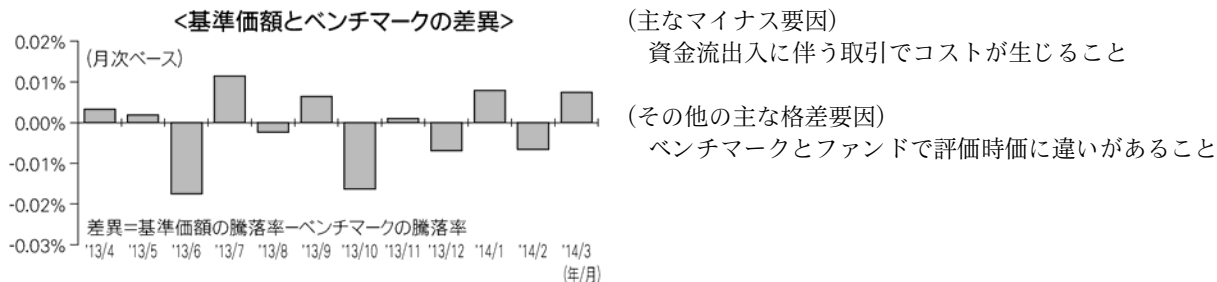 <基準価額とベンチマークの差異>
(月次ベース)
0.02%
0.01%
0.00%
-0.01%
-0.02%
-0.03%
差異=基準価額の騰落率-ベンチマークの騰落率
'13/4 '13/5 '13/6 '13/7 '13/8 '13/9 '13/10 '13/11 '13/12 '14/1 '14/2 '14/3
(年/月)
(主なマイナス要因)
資金流出入に伴う取引でコストが生じること
(その他の主な格差要因)
ベンチマークとファンドで評価時価に違いがあること